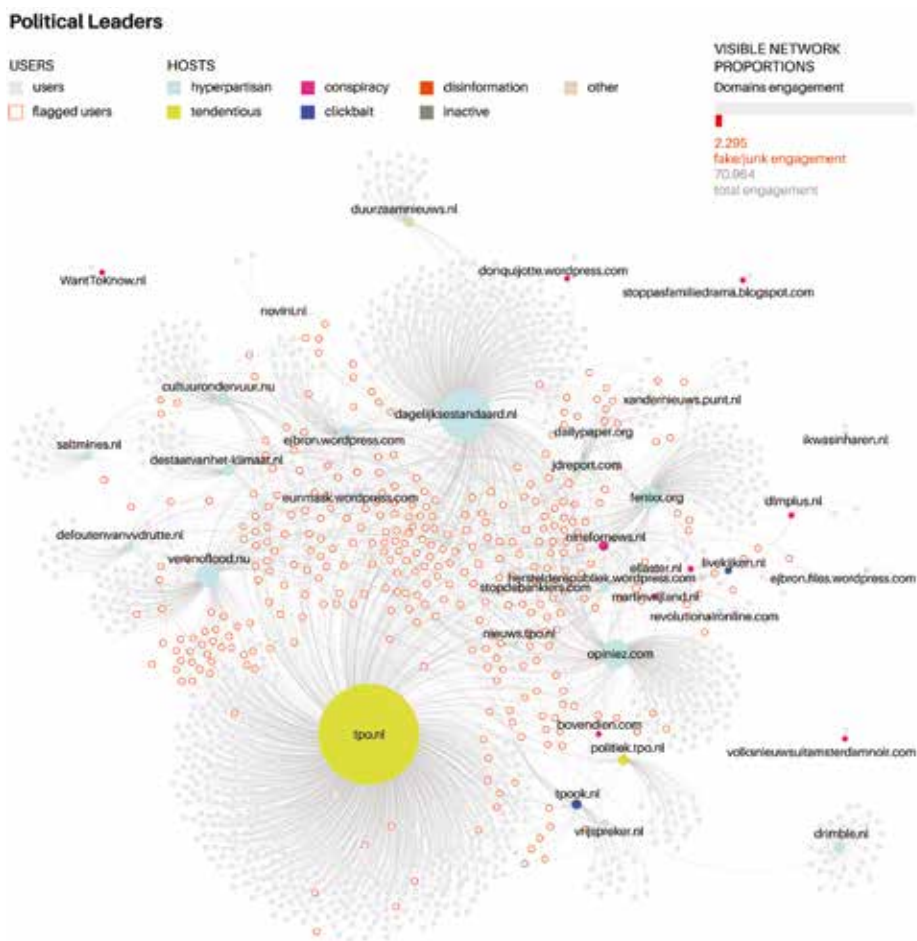 Political Leaders
USERS
users
flagged users
HOSTS
hyperpartisan
conspiracy
disinformation
other
tendentious
clickbait
inactive
VISIBLE NETWORK
PROPORTIONS
Domains engagement
2.295
fake/junk engagement
70.964
total engagement
duurzaamnieuws.nl
WantToKnow.nl
donquijotte.wordpress.com
stoppasfamiliedrama.blogspot.com
novini.nl
cultuurondervuur.nu
xandernieuws.punt.nl
dagelijksestandaard.nl
saltmines.nl
ejbron.wordpress.com
dailypaper.org
ikwasinharen.nl
destaatvanhet-klimaat.nl
jdreport.com
eunmask.wordpress.com
fenixx.org
dlmplus.nl
defoutenvanvvdrutte.nl
ninefornews.nl
verenoflood.nu
ellaster.nl
livekijken.nl
hersteldereputliek.wordpress.com
ejbron.files.wordpress.com
stopdebankiers.com
martinvrijland.nl
revolutionaironline.com
nieuws.tpo.nl
opiniez.com
bovendien.com
tpo.nl
politiek.tpo.nl
volksnieuwsuitamsterdamnoir.com
tpook.nl
vrijspreker.nl
drimble.nl